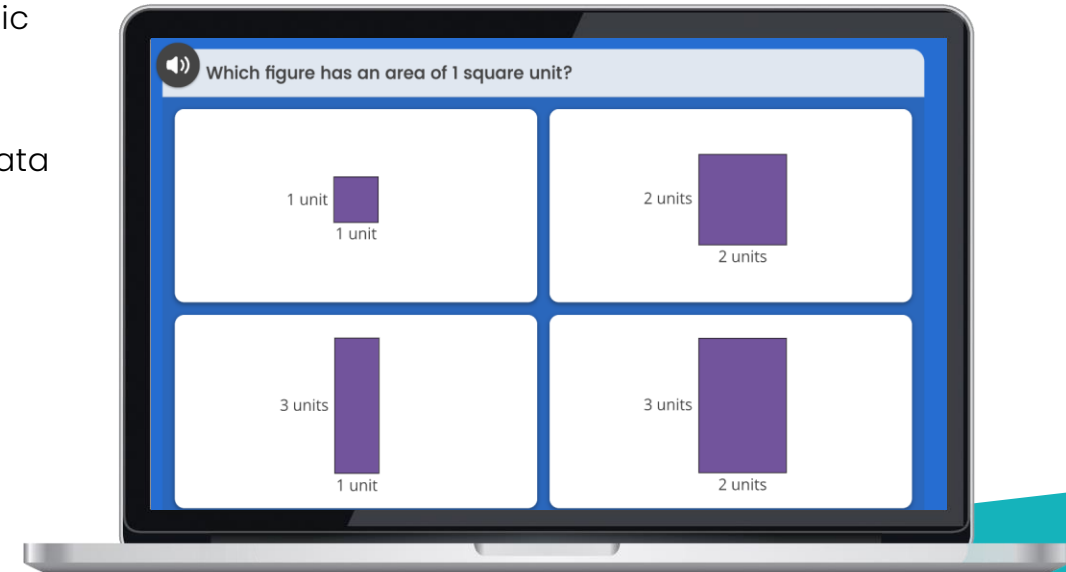 ic
ata
Which figure has an area of 1 square unit?
1 unit
1 unit
2 units
2 units
3 units
1 unit
3 units
2 units